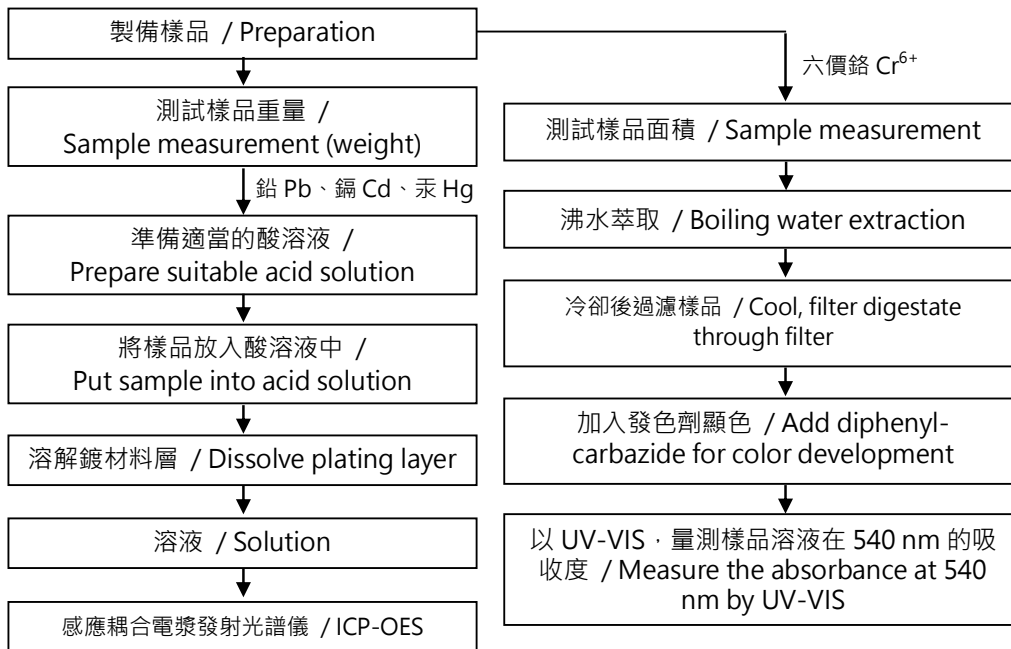 製備樣品 / Preparation
測試樣品重量 /
Sample measurement (weight)
鉛 Pb、鎘 Cd、汞 Hg
準備適當的酸溶液 /
Prepare suitable acid solution
將樣品放入酸溶液中 /
Put sample into acid solution
溶解鍍材料層 / Dissolve plating layer
溶液 / Solution
感應耦合電漿發射光譜儀 / ICP-OES
六價鉻 Cr⁶⁺
測試樣品面積 / Sample measurement
沸水萃取 / Boiling water extraction
冷卻後過濾樣品 / Cool, filter digestate
through filter
加入發色劑顯色 / Add diphenyl-
carbazide for color development
以 UV-VIS，量測樣品溶液在 540 nm 的吸
收度 / Measure the absorbance at 540
nm by UV-VIS